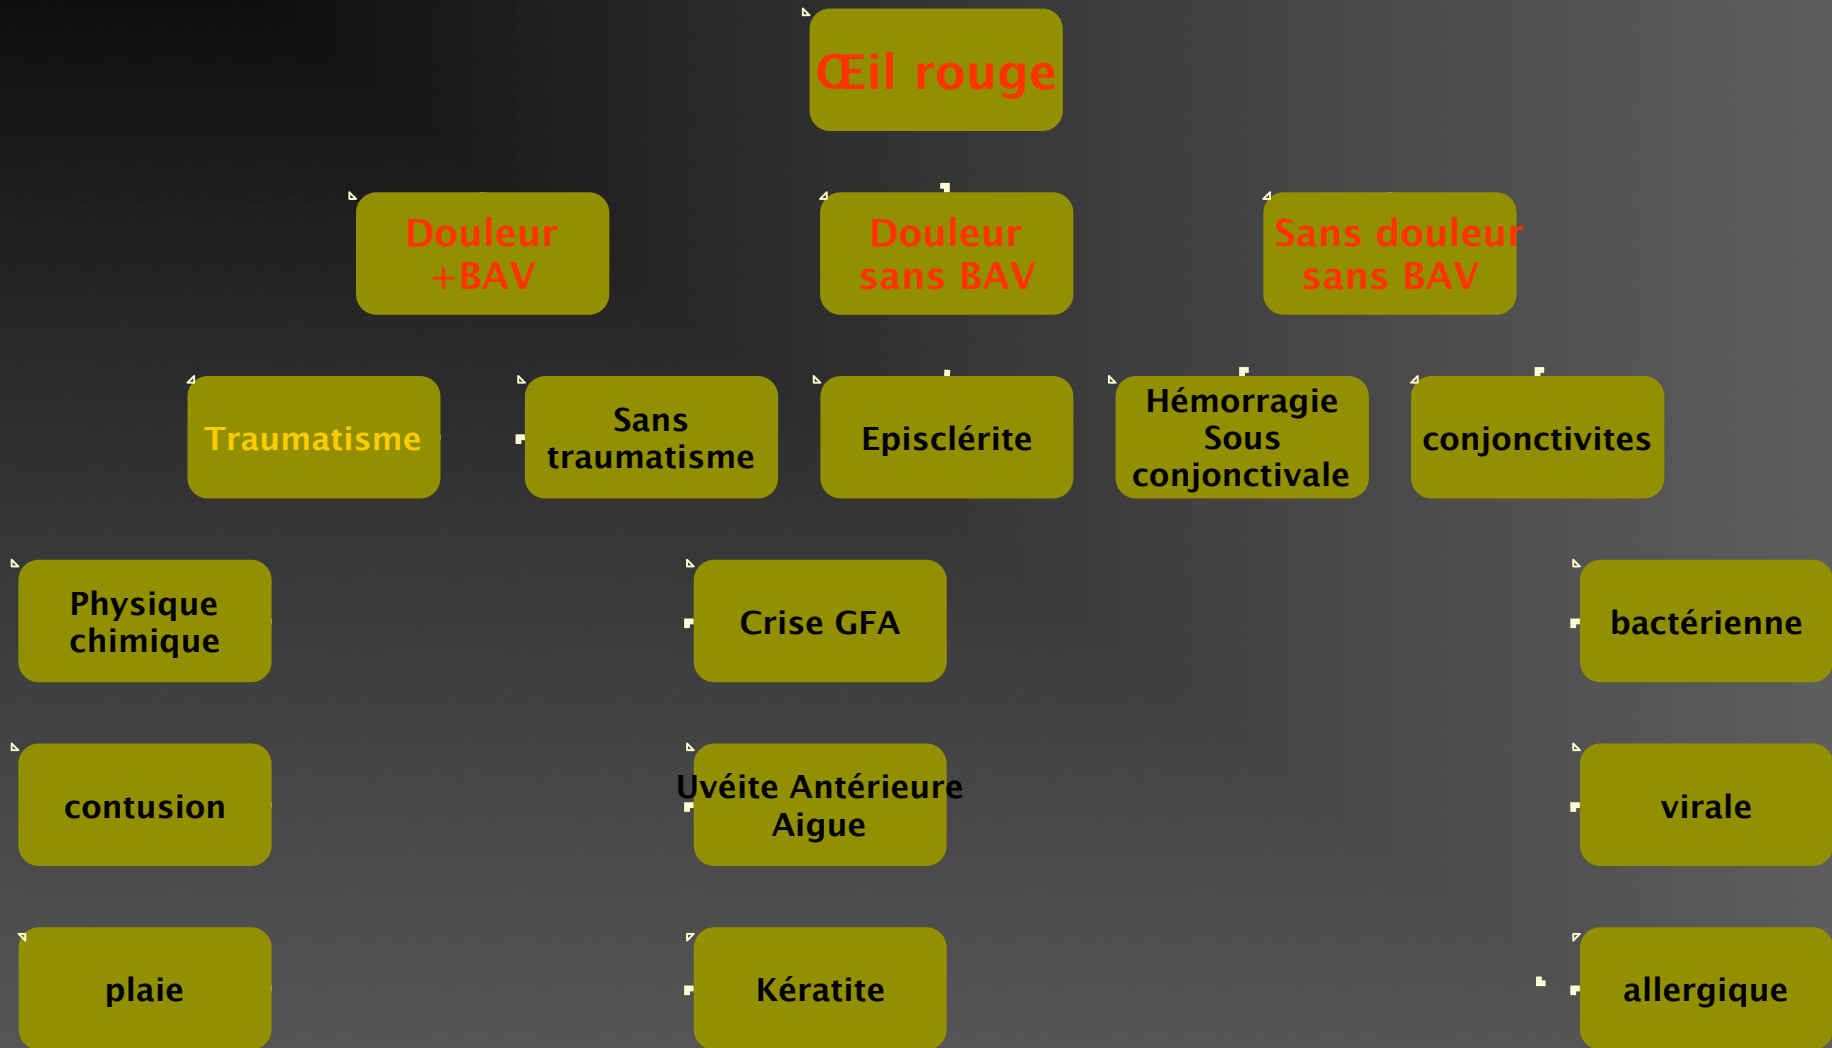 Œil rouge
Douleur
+BAV
Douleur
sans BAV
Sans douleur
sans BAV
Traumatisme
Sans
traumatisme
Episclérite
Hémorragie
Sous
conjonctivale
conjonctivites
Physique
chimique
Crise GFA
bactérienne
contusion
Uvéite Antérieure
Aigue
virale
plaie
Kératite
allergique